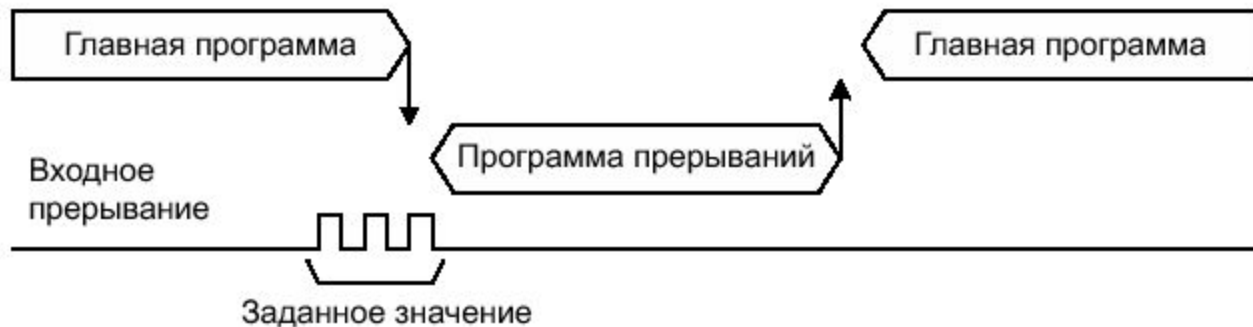 Главная программа
Главная программа
Программа прерываний
Входное
прерывание
Заданное значение